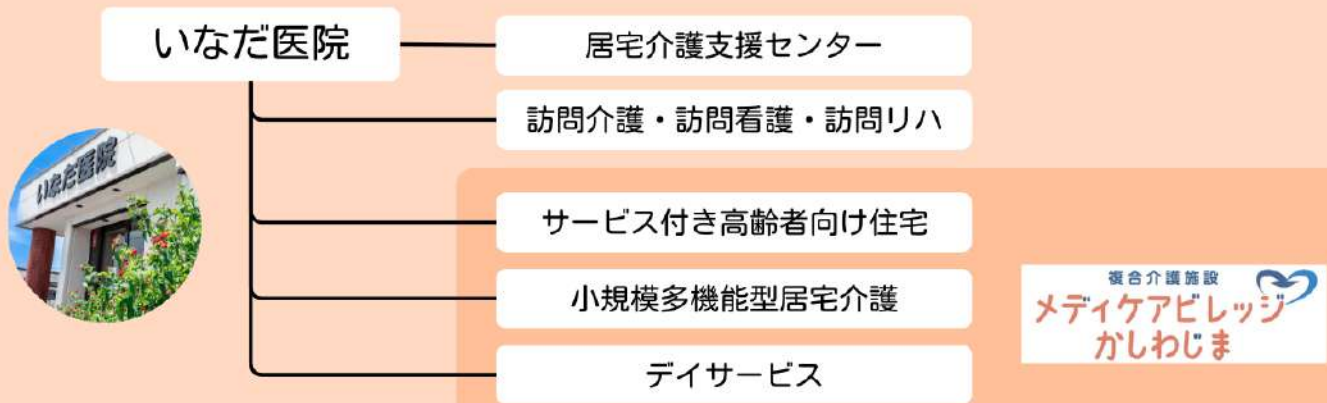 いなだ医院
居宅介護支援センター
訪問介護・訪問看護・訪問リハ
いなだ医院
サービス付き高齢者向け住宅
小規模多機能型居宅介護
複合介護施設
メディケアビレッジ
かしわじま
デイサービス